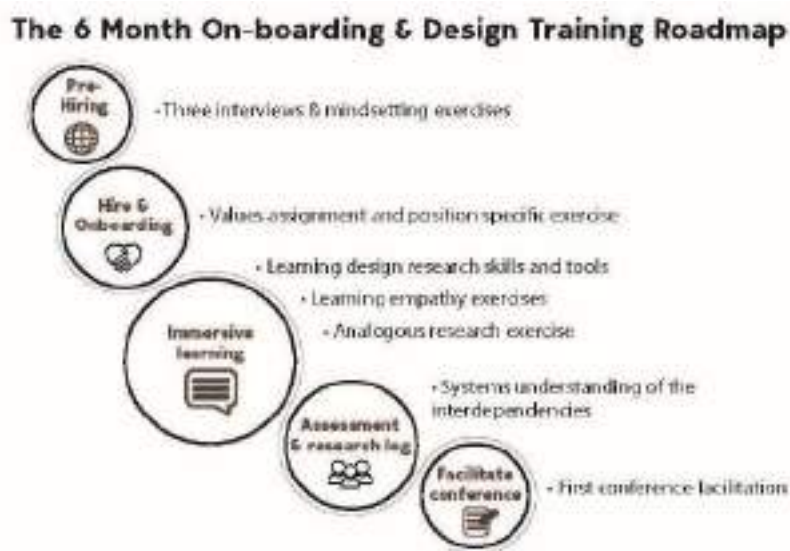 The 6 Month On-boarding & Design Training Roadmap
Pre-
Hiring
• Three interviews & mindsetting exercises
Hire &
Onboarding
• Values assignment and position specific exercise
• Learning design research skills and tools
• Learning empathy exercises
• Analogous research exercise
Immersive
learning
• Systems understanding of the
interdependencies
Assessment
& research log
Facilitate
conference
• First conference facilitation